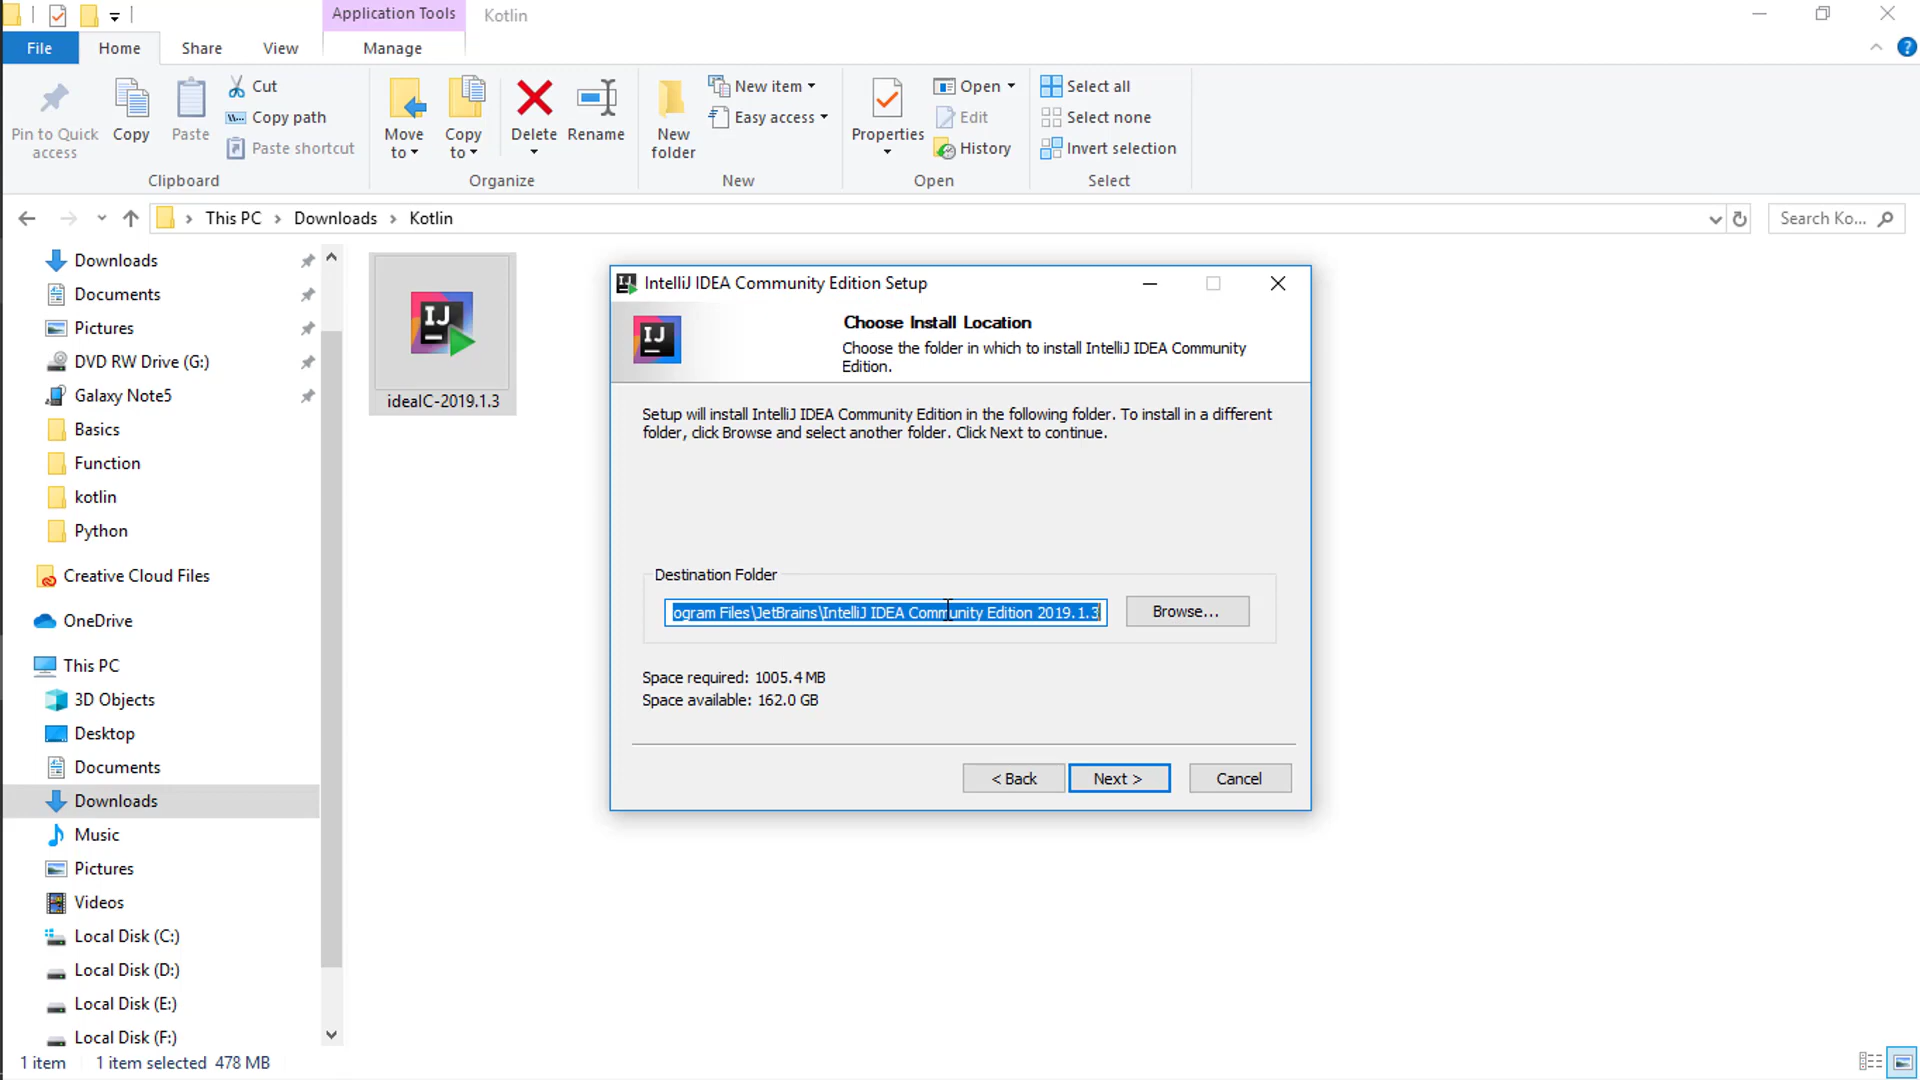 Application Tools
Kotlin
File
Home
Share
View
Manage
Pin to Quick
access
Copy
Paste
Cut
Copy path
Paste shortcut
Clipboard
Move
to
Copy
to
Delete
Rename
Organize
New
folder
New item
Easy access
New
Properties
Open
Edit
History
Open
Select all
Select none
Invert selection
Select
This PC
Downloads
Kotlin
Search Ko...
Downloads
Documents
Pictures
DVD RW Drive (G:)
Galaxy Note5
Basics
Function
kotlin
Python
Creative Cloud Files
OneDrive
This PC
3D Objects
Desktop
Documents
Downloads
Music
Pictures
Videos
Local Disk (C:)
Local Disk (D:)
Local Disk (E:)
Local Disk (F:)
IJ
ideaIC-2019.1.3
IntelliJ IDEA Community Edition Setup
IJ
Choose Install Location
Choose the folder in which to install IntelliJ IDEA Community
Edition.
Setup will install IntelliJ IDEA Community Edition in the following folder. To install in a different
folder, click Browse and select another folder. Click Next to continue.
Destination Folder
ogram Files\JetBrains\IntelliJ IDEA Community Edition 2019.1.3
Browse...
Space required: 1005.4 MB
Space available: 162.0 GB
< Back
Next >
Cancel
1 item
1 item selected 478 MB